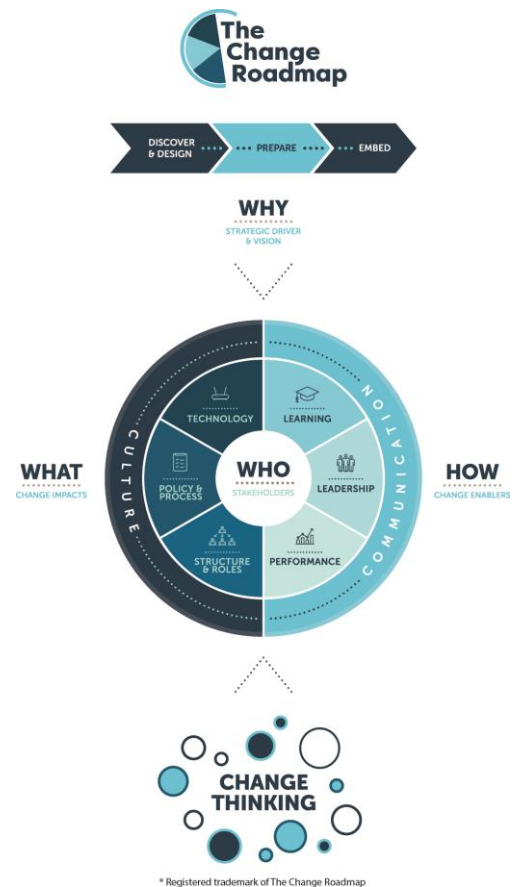 The
Change
Roadmap
DISCOVER
& DESIGN
PREPARE
EMBED
WHY
STRATEGIC DRIVER
& VISION
CULTURE
COMMUNICATION
TECHNOLOGY
LEARNING
WHAT
CHANGE IMPACTS
POLICY &
PROCESS
WHO
STAKEHOLDERS
LEADERSHIP
HOW
CHANGE ENABLERS
STRUCTURE
& ROLES
PERFORMANCE
CHANGE
THINKING
* Registered trademark of The Change Roadmap